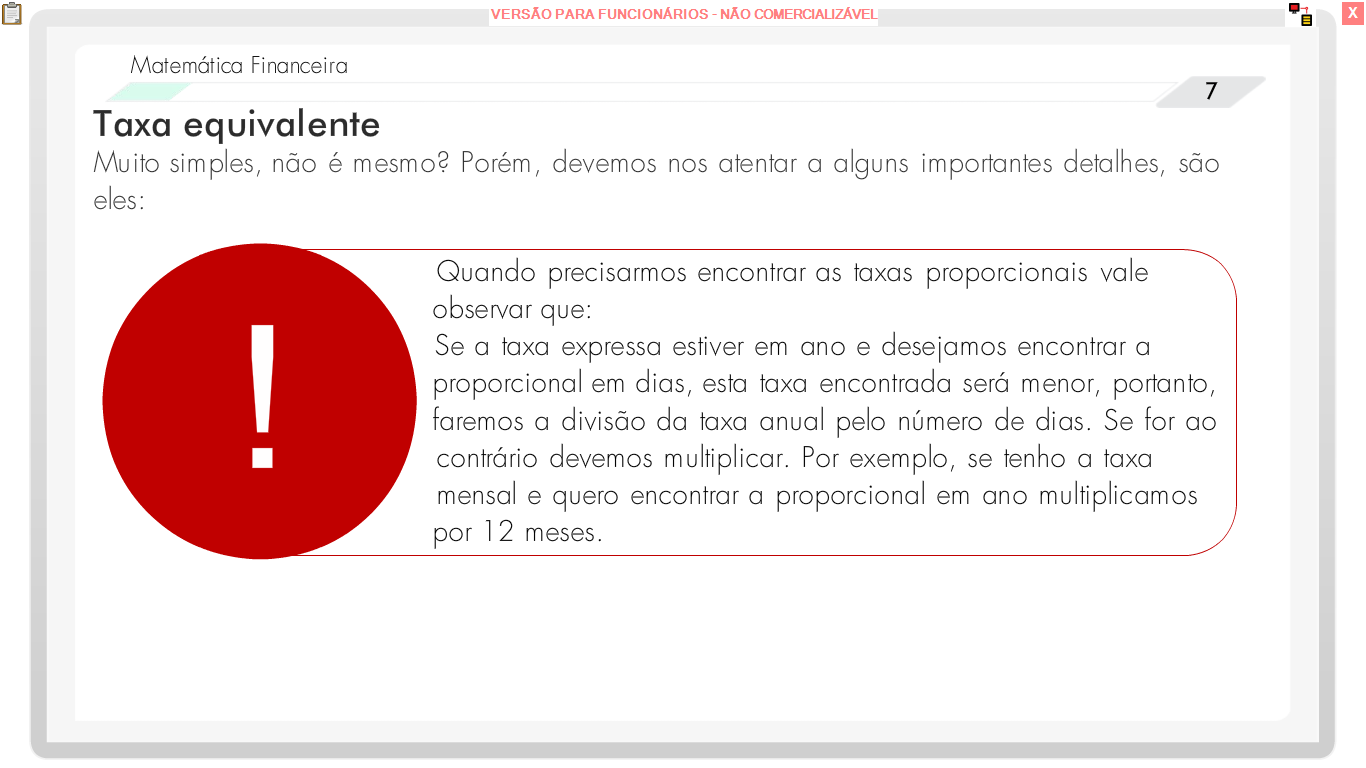 VERSÃO PARA FUNCIONÁRIOS - NÃO COMERCIALIZÁVEL
X
Matemática Financeira
7
Taxa equivalente
Muito simples, não é mesmo? Porém, devemos nos atentar a alguns importantes detalhes, são
eles:
!
Quando precisarmos encontrar as taxas proporcionais vale
observar que:
Se a taxa expressa estiver em ano e desejamos encontrar a
proporcional em dias, esta taxa encontrada será menor, portanto,
faremos a divisão da taxa anual pelo número de dias. Se for ao
contrário devemos multiplicar. Por exemplo, se tenho a taxa
mensal e quero encontrar a proporcional em ano multiplicamos
por 12 meses.